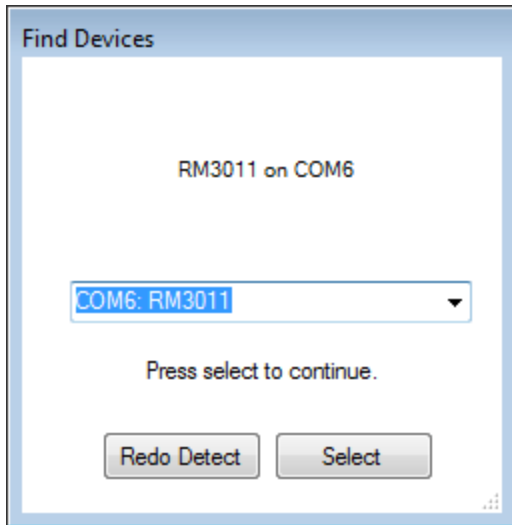 Find Devices
RM3011 on COM6
COM6: RM3011
Press select to continue.
Redo Detect
Select